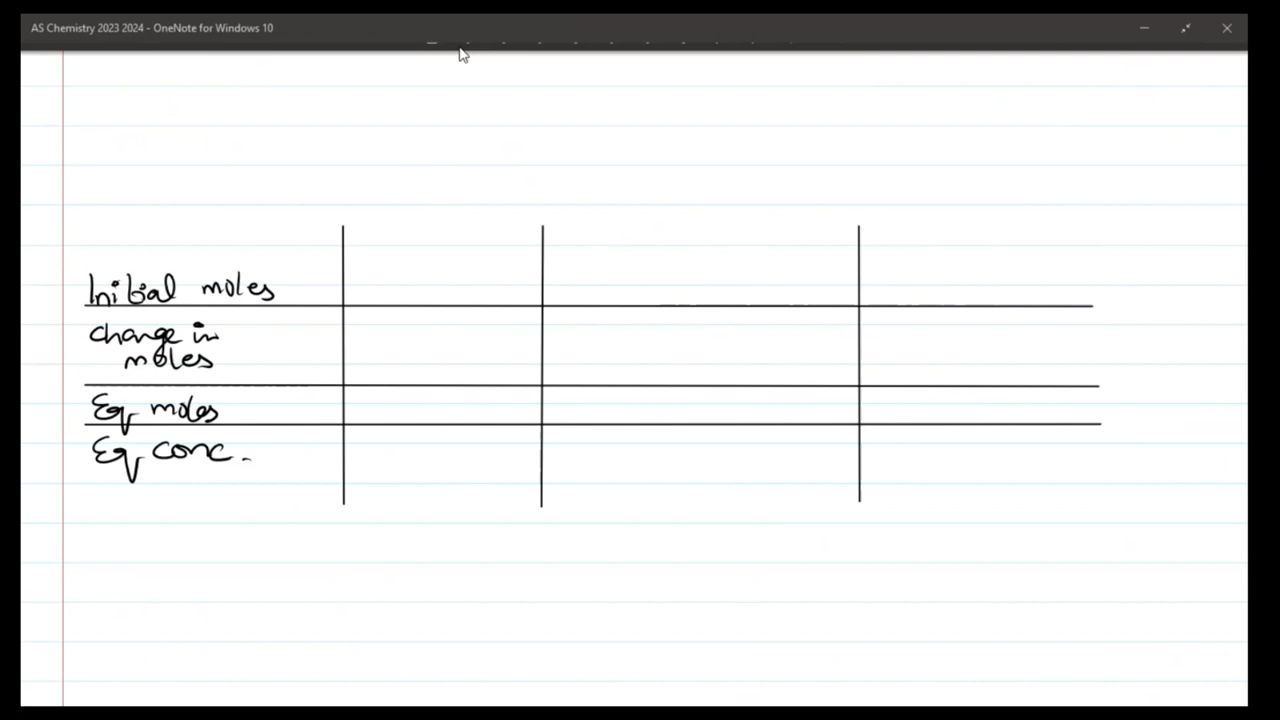 AS Chemistry 2023 2024 - OneNote for Windows 10
Initial moles
change in
moles
Eq moles
Eq conc.